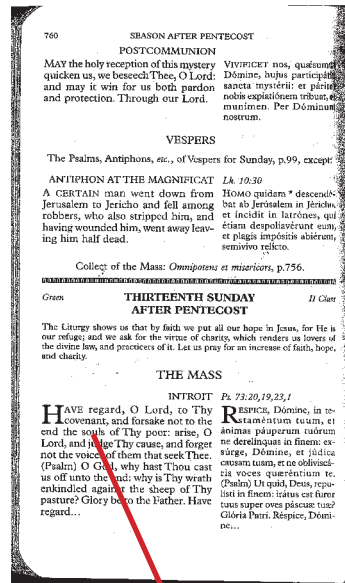 760 SEASON AFTER PENTECOST
POSTCOMMUNION
MAY the holy reception of this mystery
quicken us, we beseech Thee, O Lord:
and may it win for us both pardon
and protection. Through our Lord.
VIVIFICET nos, quǽsumus
Dómine, hujus participátio
sancta mystérii: et páriter
nobis expiatiónem tríbuat, et
munímen. Per Dóminum
nostrum.
VESPERS
The Psalms, Antiphons, etc., of Vespers for Sunday, p.99, except:
ANTIPHON AT THE MAGNIFICAT Lk. 10:30
A CERTAIN man went down from
Jerusalem to Jericho and fell among
robbers, who also stripped him, and
having wounded him, went away leav-
ing him half dead.
HOMO quidam * descendé-
bat ab Jerúsalem in Jéricho,
et íncidit in latrónes, qui
étiam despoliavérunt eum,
et plagis impósitis abiérunt,
semivívo relícto.
Collect of the Mass: Omnipotens et misericors, p.756.
Green THIRTEENTH SUNDAY II Class
AFTER PENTECOST
The Liturgy shows us that by faith we put all our hope in Jesus, for He is
our refuge; and we ask for the virtue of charity, which renders us lovers of
the divine law, and practicers of it. Let us pray for an increase of faith, hope,
and charity.
THE MASS
INTROIT Ps. 73:20,19,23,1
HAVE regard, O Lord, to Thy
covenant, and forsake not to the
end the souls of Thy poor: arise, O
Lord, and judge Thy cause, and forget
not the voices of them that seek Thee.
(Psalm) O God, why hast Thou cast
us off unto the end: why is Thy wrath
enkindled against the sheep of Thy
pasture? Glory be to the Father. Have
regard...
RESPICE, Dómine, in te-
staméntum tuum, et
ánimas páuperum tuórum
ne derelínquas in finem: ex-
súrge, Dómine, et júdica
causam tuam, et ne obliviscá-
ris voces quæréntium te.
(Psalm) Ut quid, Deus, repu-
lísti in finem: irátus est furor
tuus super oves páscuæ tuæ?
Glória Patri. Réspice, Dómi-
ne...